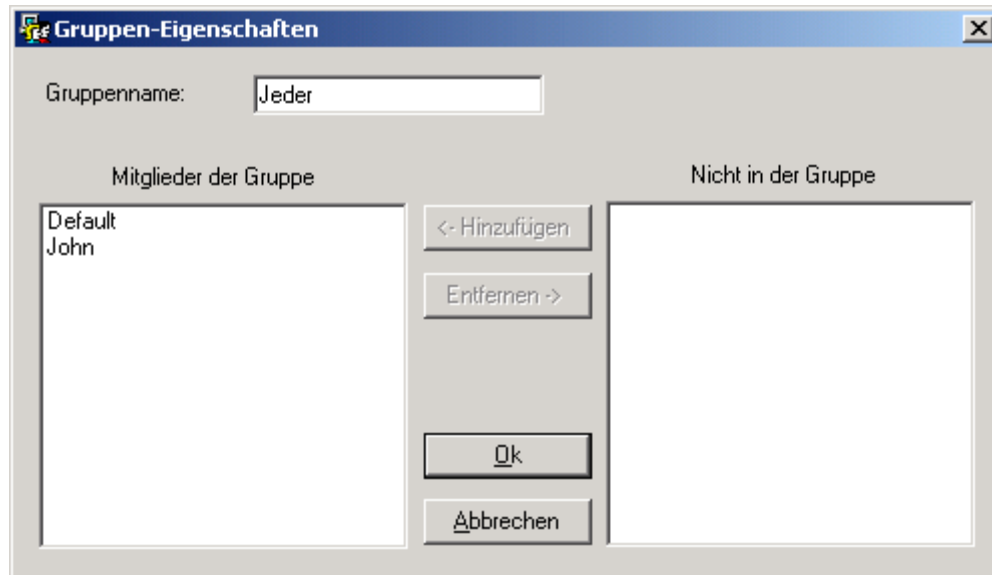 Gruppen-Eigenschaften
Gruppenname: Jeder
Mitglieder der Gruppe
Nicht in der Gruppe
Default
John
<- Hinzufügen
Entfernen ->
Ok
Abbrechen